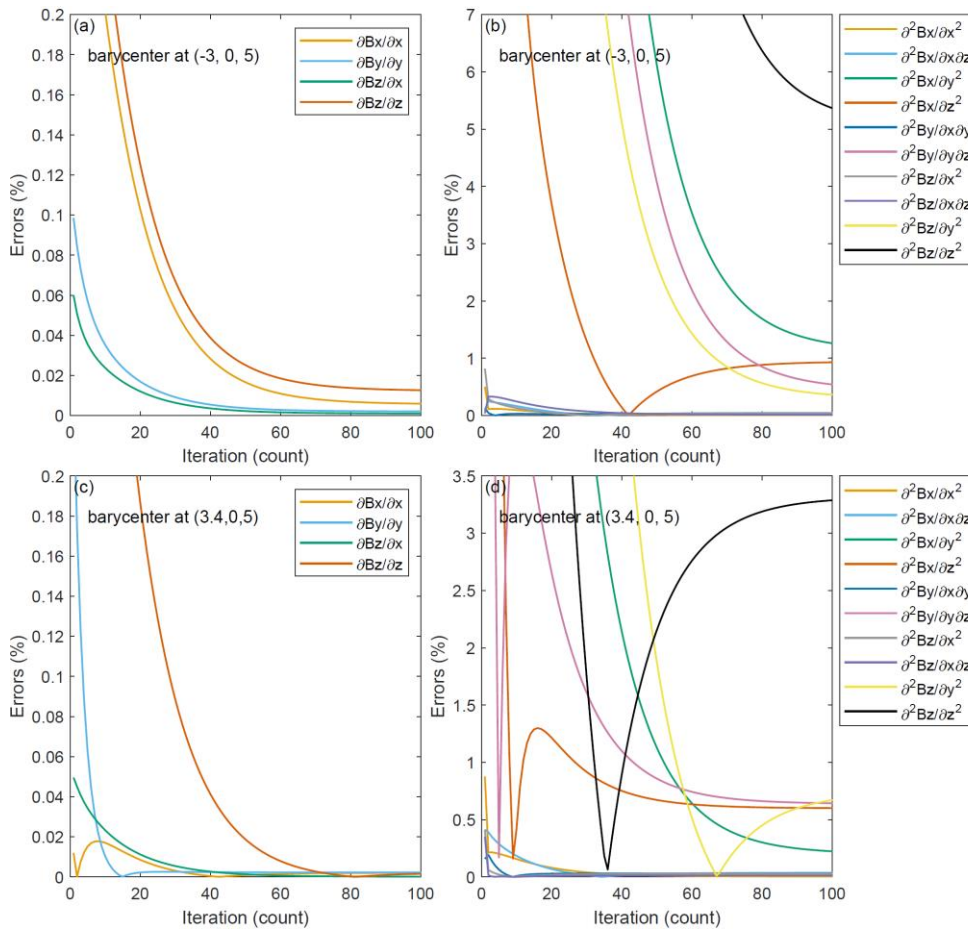 (a)
barycenter at (-3, 0, 5)
∂Bx/∂x
∂By/∂y
∂Bz/∂x
∂Bz/∂z
Errors (%)
0.2
0.18
0.16
0.14
0.12
0.1
0.08
0.06
0.04
0.02
0
0 20 40 60 80 100
Iteration (count)
(b)
barycenter at (-3, 0, 5)
Errors (%)
7
6
5
4
3
2
1
0
0 20 40 60 80 100
Iteration (count)
∂²Bx/∂x²
∂²Bx/∂x∂z
∂²Bx/∂y²
∂²Bx/∂z²
∂²By/∂x∂y
∂²By/∂y∂z
∂²Bz/∂x²
∂²Bz/∂x∂z
∂²Bz/∂y²
∂²Bz/∂z²
(c)
barycenter at (3.4,0,5)
∂Bx/∂x
∂By/∂y
∂Bz/∂x
∂Bz/∂z
Errors (%)
0.2
0.18
0.16
0.14
0.12
0.1
0.08
0.06
0.04
0.02
0
0 20 40 60 80 100
Iteration (count)
(d)
barycenter at (3.4, 0, 5)
Errors (%)
3.5
3
2.5
2
1.5
1
0.5
0
0 20 40 60 80 100
Iteration (count)
∂²Bx/∂x²
∂²Bx/∂x∂z
∂²Bx/∂y²
∂²Bx/∂z²
∂²By/∂x∂y
∂²By/∂y∂z
∂²Bz/∂x²
∂²Bz/∂x∂z
∂²Bz/∂y²
∂²Bz/∂z²